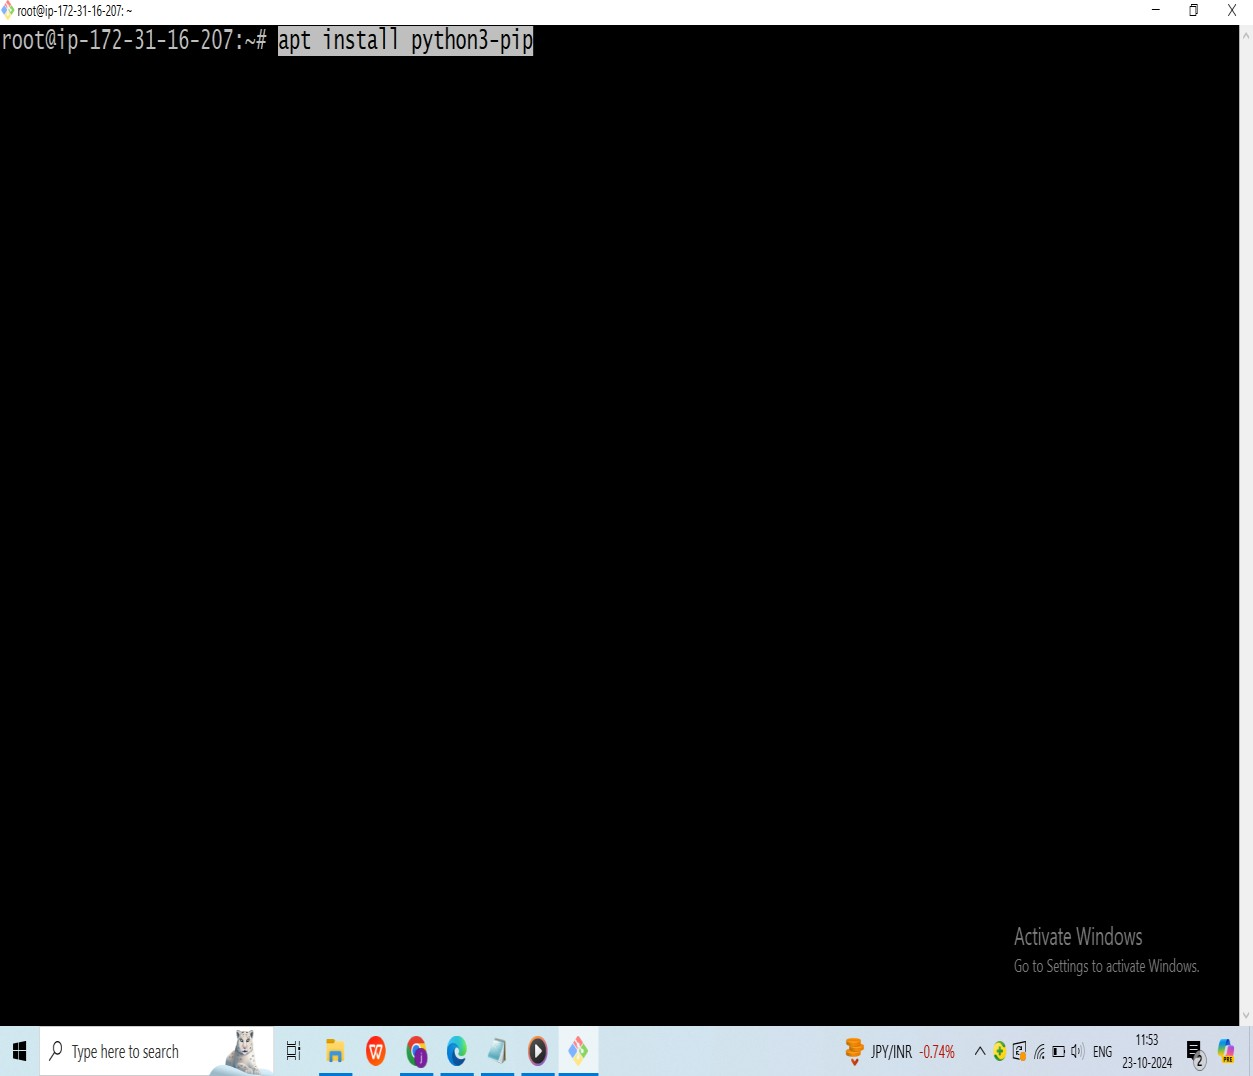 root@ip-172-31-16-207: ~
root@ip-172-31-16-207:~# apt install python3-pip
Activate Windows
Go to Settings to activate Windows.
Type here to search
JPY/INR -0.74%
ENG
11:53
23-10-2024
2
PRE